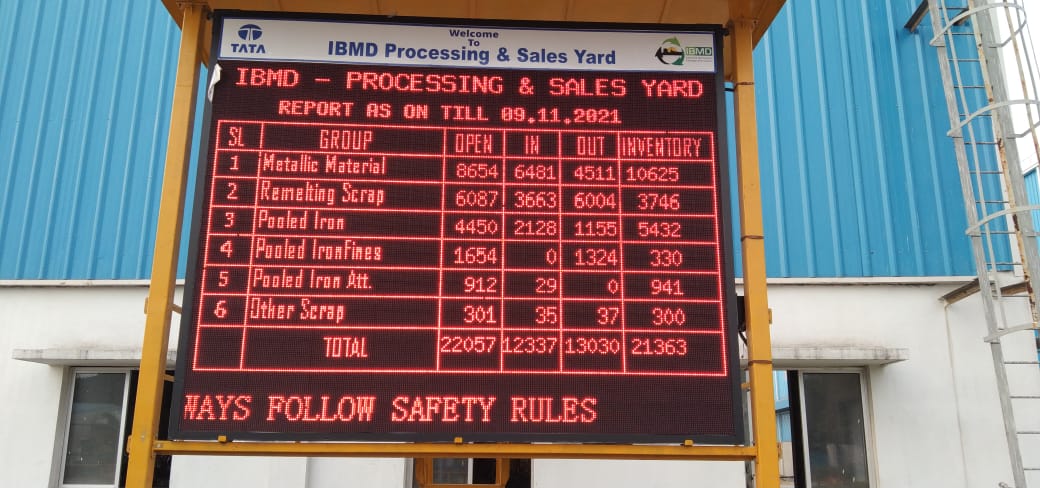 TATA
Welcome
To
IBMD Processing & Sales Yard
IBMD
IBMD - PROCESSING & SALES YARD
REPORT AS ON TILL 09.11.2021
SL GROUP OPEN IN OUT INVENTORY
1 Metallic Material 8654 6481 4511 10625
2 Remelting Scrap 6087 3663 6004 3746
3 Pooled Iron 4450 2128 1155 5432
4 Pooled IronFines 1654 0 1324 330
5 Pooled Iron Att. 912 29 0 941
6 Other Scrap 301 35 37 300
TOTAL 22057 12337 13030 21363
WAYS FOLLOW SAFETY RULES